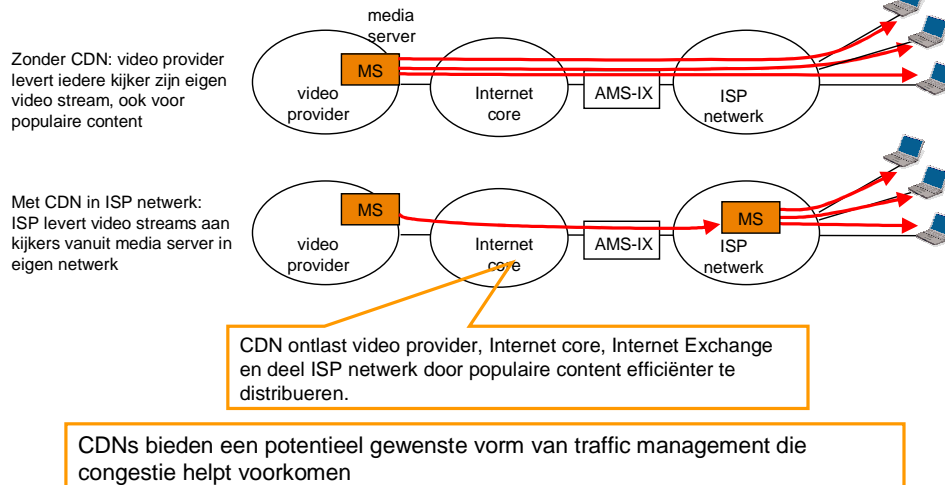 media
server
Zonder CDN: video provider
levert iedere kijker zijn eigen
video stream, ook voor
populaire content
MS
video
provider
Internet
core
AMS-IX
ISP
netwerk
Met CDN in ISP netwerk:
ISP levert video streams aan
kijkers vanuit media server in
eigen netwerk
MS
video
provider
Internet
core
AMS-IX
MS
ISP
netwerk
CDN ontlast video provider, Internet core, Internet Exchange
en deel ISP netwerk door populaire content efficiënter te
distribueren.
CDNs bieden een potentieel gewenste vorm van traffic management die
congestie helpt voorkomen